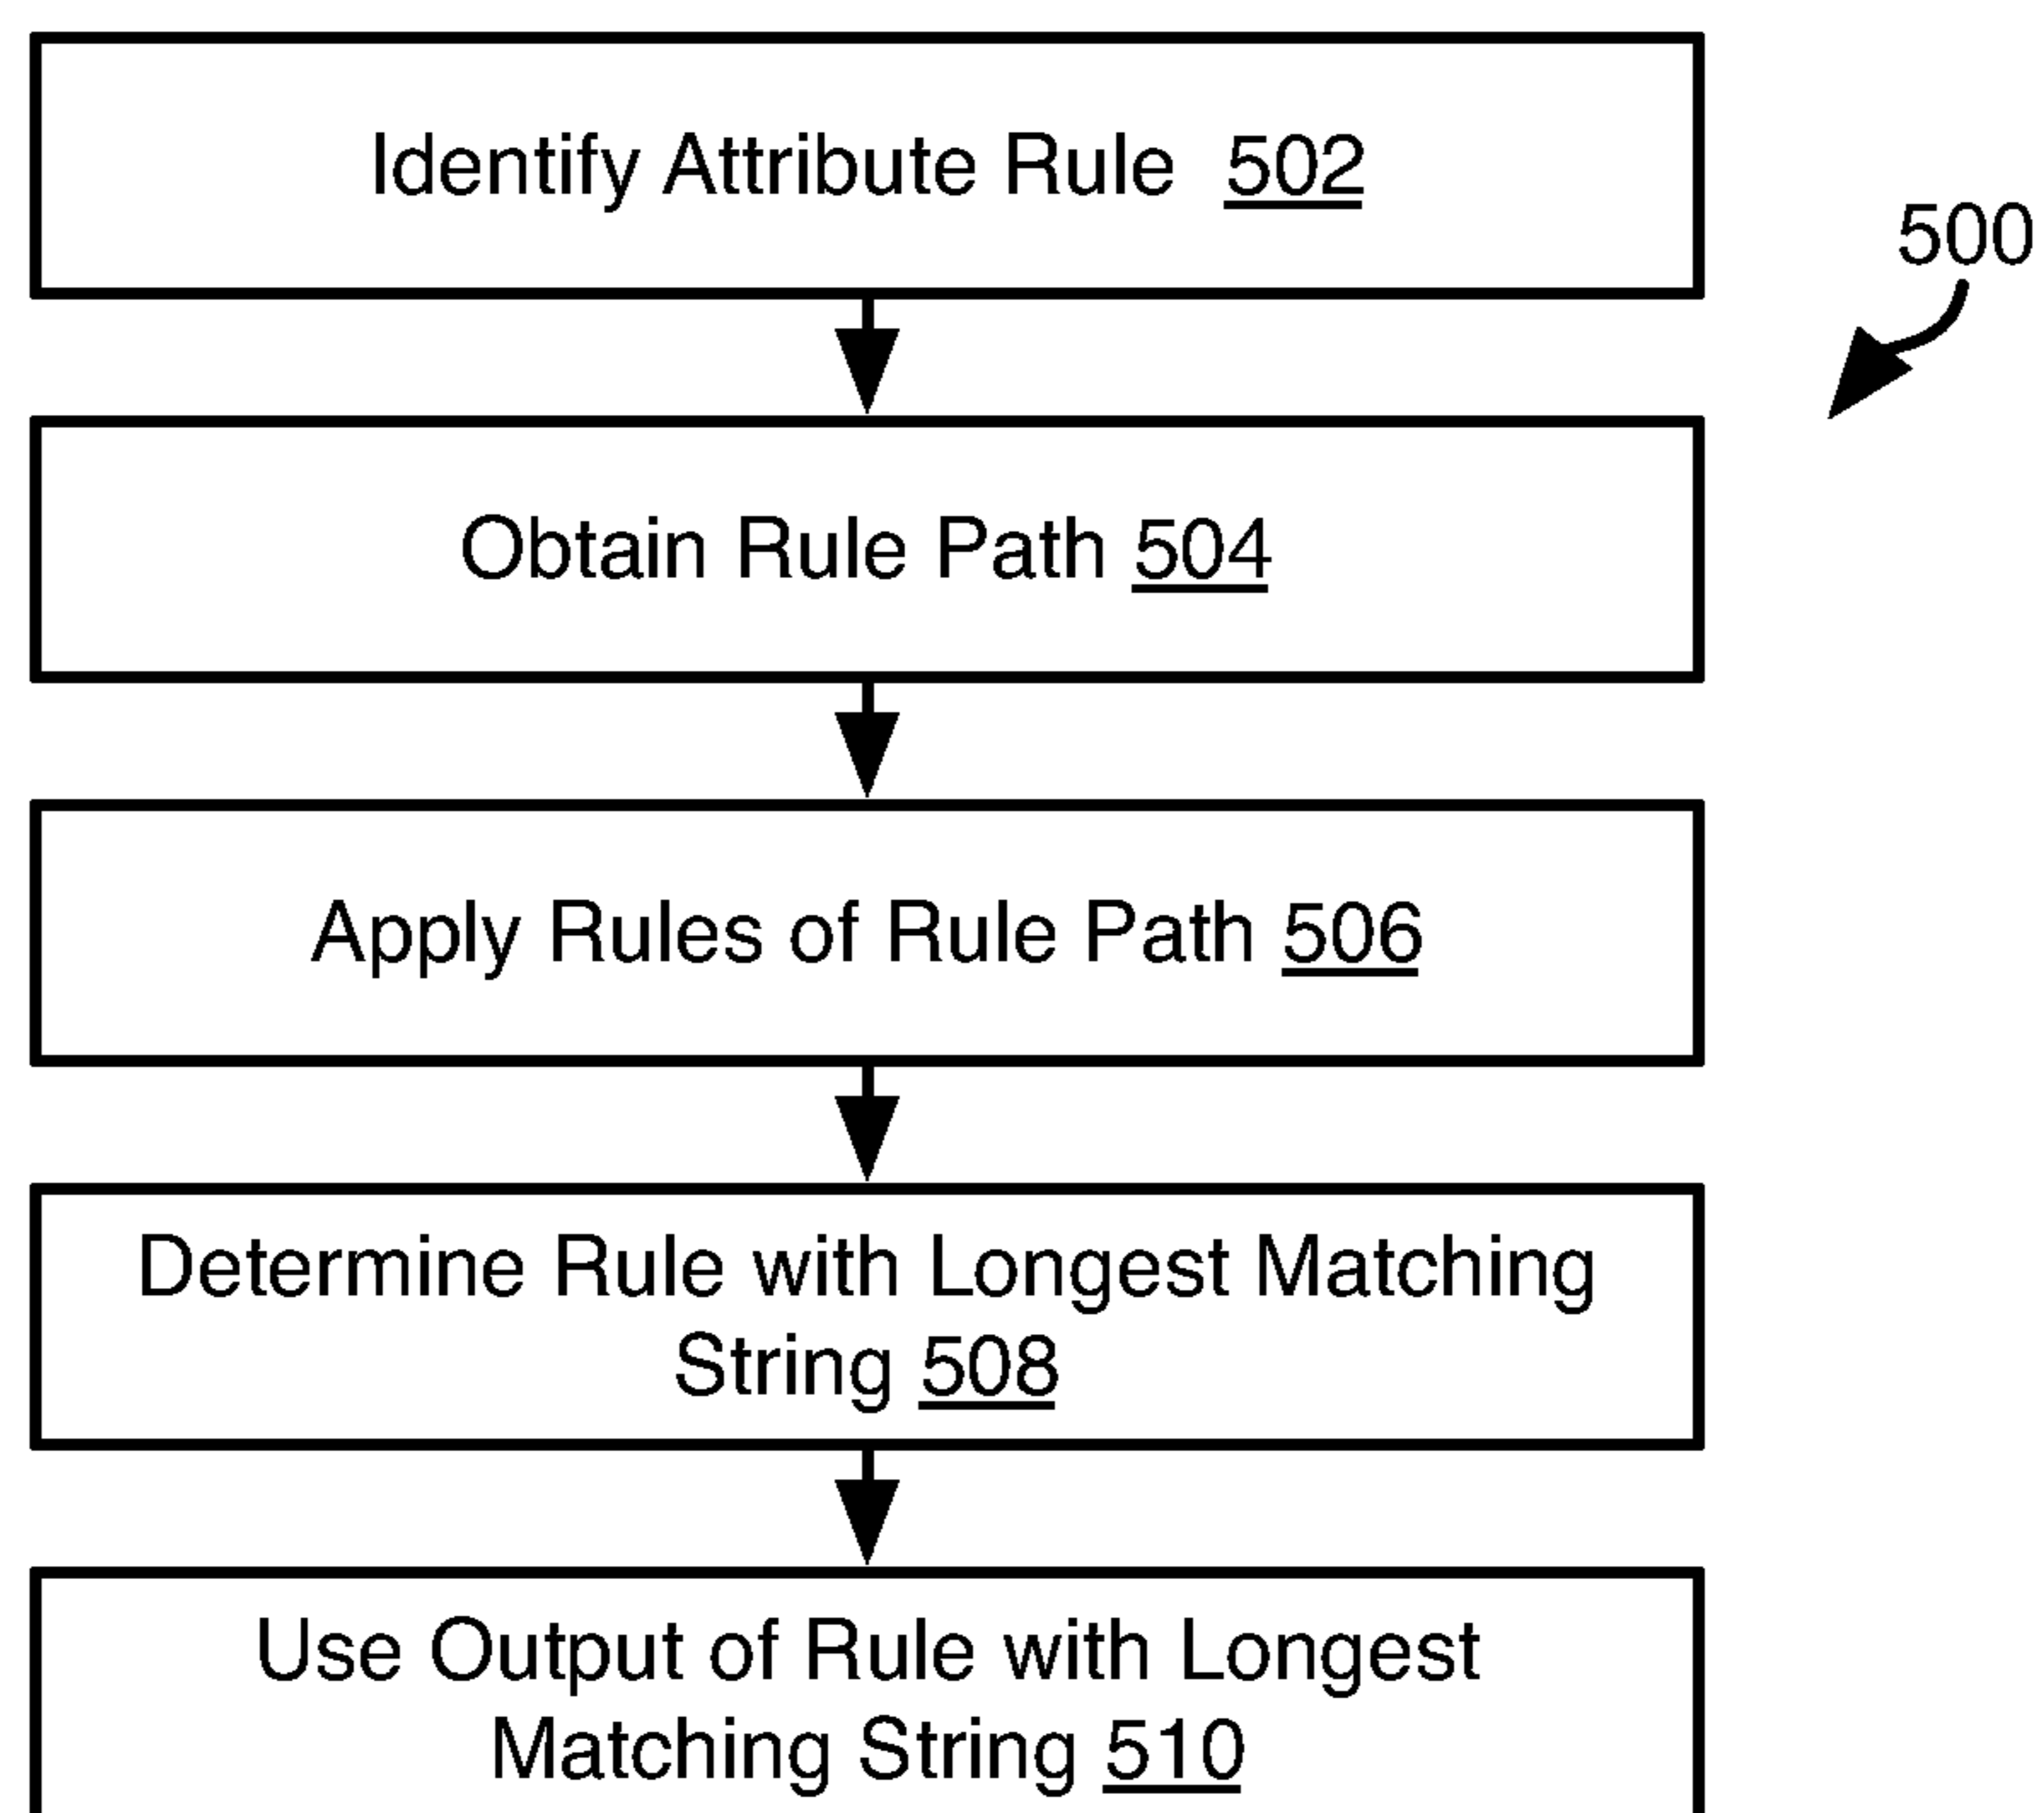 Identify Attribute Rule 502
500
Obtain Rule Path 504
Apply Rules of Rule Path 506
Determine Rule with Longest Matching
String 508
Use Output of Rule with Longest
Matching String 510